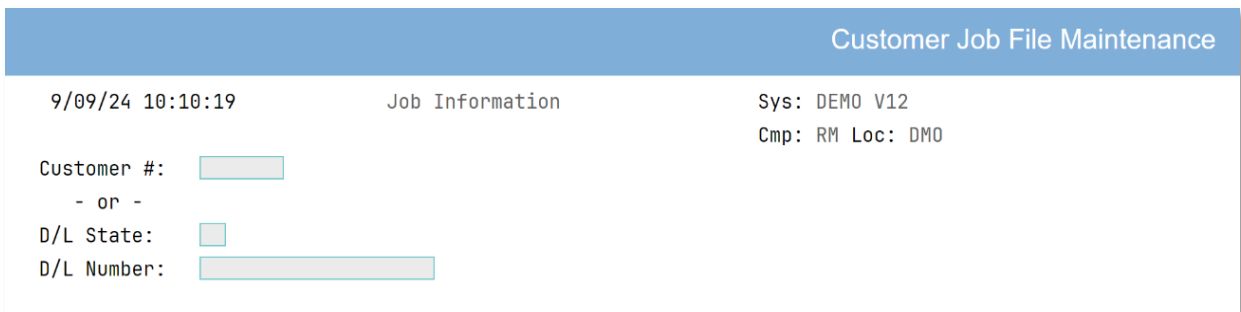 Customer Job File Maintenance
9/09/24 10:10:19 Job Information Sys: DEMO V12
Cmp: RM Loc: DMO
Customer #:
- or -
D/L State:
D/L Number: